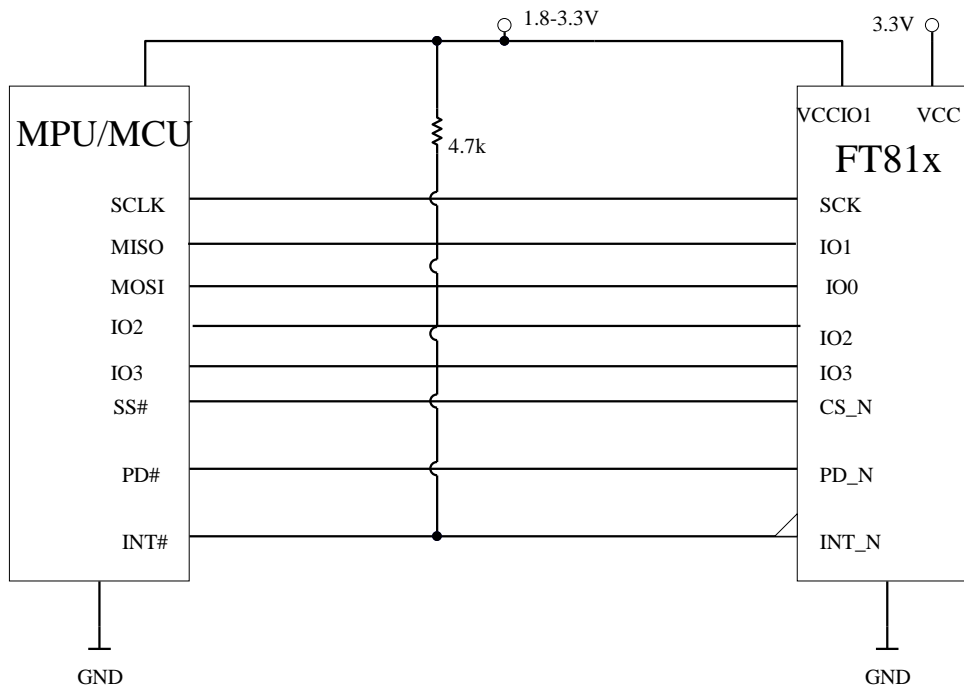 1.8-3.3V
3.3V
MPU/MCU
VCCIO1
VCC
FT81x
4.7k
SCLK
SCK
MISO
IO1
MOSI
IO0
IO2
IO2
IO3
IO3
SS#
CS_N
PD#
PD_N
INT#
INT_N
GND
GND